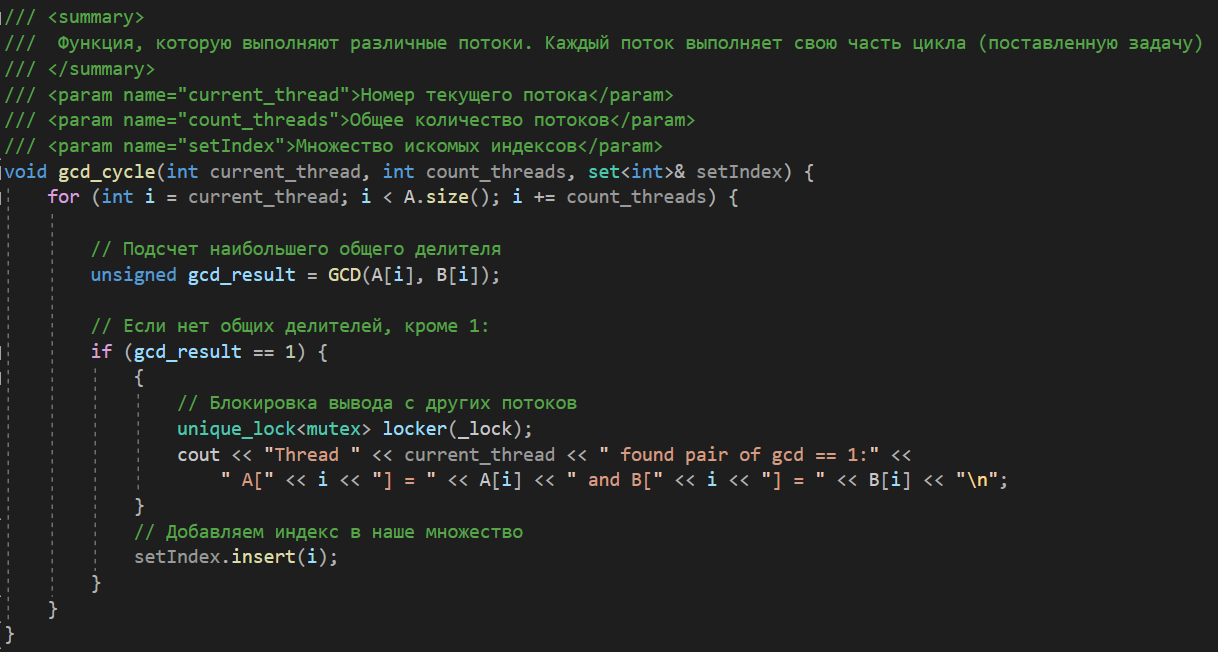 /// <summary>
///  Функция, которую выполняют различные потоки. Каждый поток выполняет свою часть цикла (поставленную задачу)
/// </summary>
/// <param name="current_thread">Номер текущего потока</param>
/// <param name="count_threads">Общее количество потоков</param>
/// <param name="setIndex">Множество искомых индексов</param>
void gcd_cycle(int current_thread, int count_threads, set<int>& setIndex) {
    for (int i = current_thread; i < A.size(); i += count_threads) {
        // Подсчет наибольшего общего делителя
        unsigned gcd_result = GCD(A[i], B[i]);
        // Если нет общих делителей, кроме 1:
        if (gcd_result == 1) {
            {
                // Блокировка вывода с других потоков
                unique_lock<mutex> locker(_lock);
                cout << "Thread " << current_thread << " found pair of gcd == 1:" <<
                    " A[" << i << "] = " << A[i] << " and B[" << i << "] = " << B[i] << "\n";
            }
            // Добавляем индекс в наше множество
            setIndex.insert(i);
        }
    }
}